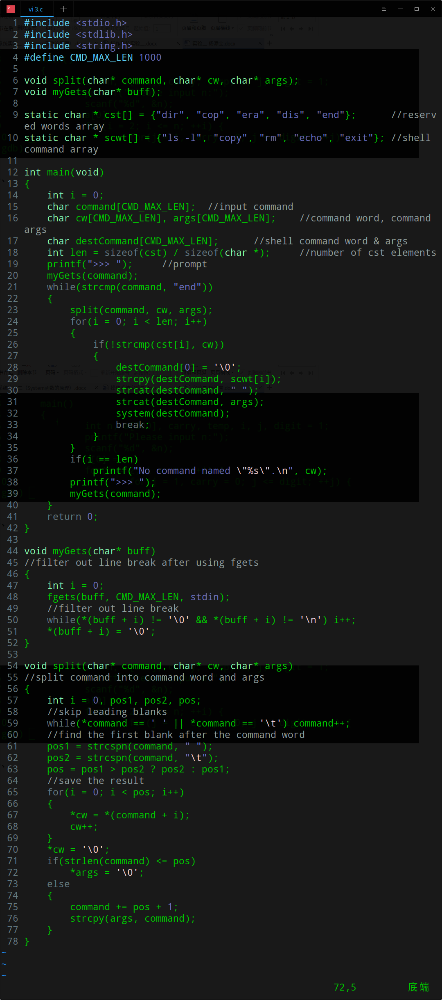 vi 3.c
1 #include <stdio.h>
2 #include <stdlib.h>
3 #include <string.h>
4 #define CMD_MAX_LEN 1000
5
6 void split(char* command, char* cw, char* args);
7 void myGets(char* buff);
8
9 static char * cst[] = {"dir", "cop", "era", "dis", "end"};      //reserv
ed words array
10 static char * scwt[] = {"ls -l", "copy", "rm", "echo", "exit"}; //shell
command array
11
12 int main(void)
13 {
14     int i = 0;
15     char command[CMD_MAX_LEN];  //input command
16     char cw[CMD_MAX_LEN], args[CMD_MAX_LEN];    //command word, command
args
17     char destCommand[CMD_MAX_LEN];      //shell command word & args
18     int len = sizeof(cst) / sizeof(char *);     //number of cst elements
19     printf(">>> ");     //prompt
20     myGets(command);
21     while(strcmp(command, "end"))
22     {
23         split(command, cw, args);
24         for(i = 0; i < len; i++)
25         {
26             if(!strcmp(cst[i], cw))
27             {
28                 destCommand[0] = '\0';
29                 strcpy(destCommand, scwt[i]);
30                 strcat(destCommand, " ");
31                 strcat(destCommand, args);
32                 system(destCommand);
33                 break;
34             }
35         }
36         if(i == len)
37             printf("No command named \"%s\".\n", cw);
38         printf(">>> ");
39         myGets(command);
40     }
41     return 0;
42 }
43
44 void myGets(char* buff)
45 //filter out line break after using fgets
46 {
47     int i = 0;
48     fgets(buff, CMD_MAX_LEN, stdin);
49     //filter out line break
50     while(*(buff + i) != '\0' && *(buff + i) != '\n') i++;
51     *(buff + i) = '\0';
52 }
53
54 void split(char* command, char* cw, char* args)
55 //split command into command word and args
56 {
57     int i = 0, pos1, pos2, pos;
58     //skip leading blanks
59     while(*command == ' ' || *command == '\t') command++;
60     //find the first blank after the command word
61     pos1 = strcspn(command, " ");
62     pos2 = strcspn(command, "\t");
63     pos = pos1 > pos2 ? pos2 : pos1;
64     //save the result
65     for(i = 0; i < pos; i++)
66     {
67         *cw = *(command + i);
68         cw++;
69     }
70     *cw = '\0';
71     if(strlen(command) <= pos)
72         *args = '\0';
73     else
74     {
75         command += pos + 1;
76         strcpy(args, command);
77     }
78 }
~
~
~
72,5 底端